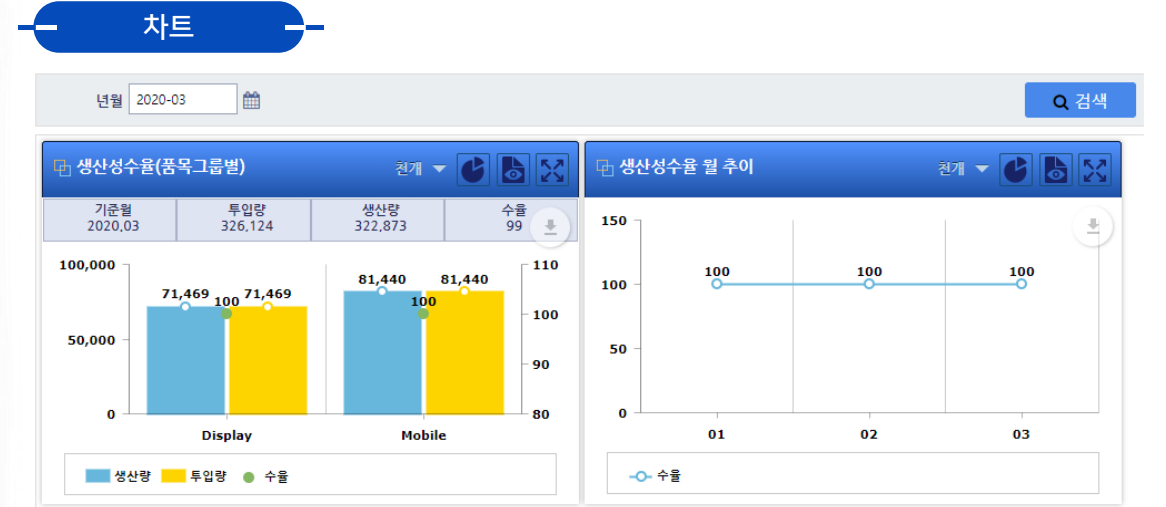 차트
년월 2020-03 검색
생산성수율(품목그룹별) 천개
기준월 투입량 생산량 수율
2020,03 326,124 322,873 99
100,000 110
71,469 100 71,469 81,440 100 81,440
100
50,000
90
0 80
Display Mobile
생산량 투입량 수율
생산성수율 월 추이 천개
150
100 100 100
100
50
0
01 02 03
수율